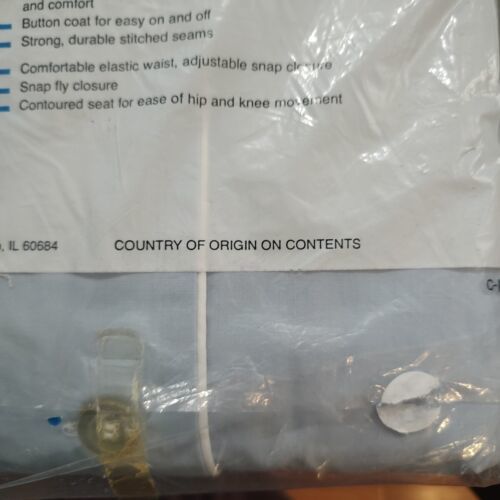 and comfort
Button coat for easy on and off
Strong, durable stitched seams
Comfortable elastic waist, adjustable snap closure
Snap fly closure
Contoured seat for ease of hip and knee movement
, IL 60684
COUNTRY OF ORIGIN ON CONTENTS
C-